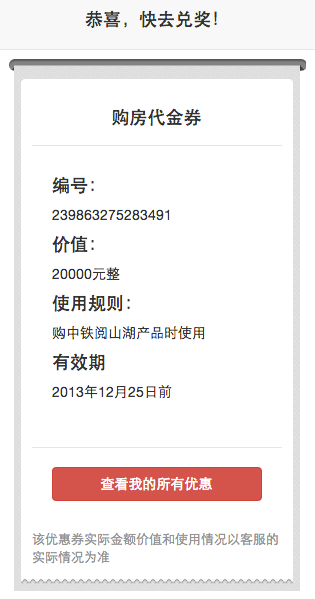 恭喜，快去兑奖！
购房代金券
编号：
239863275283491
价值：
20000元整
使用规则：
购中铁阅山湖产品时使用
有效期
2013年12月25日前
查看我的所有优惠
该优惠券实际金额价值和使用情况以客服的
实际情况为准